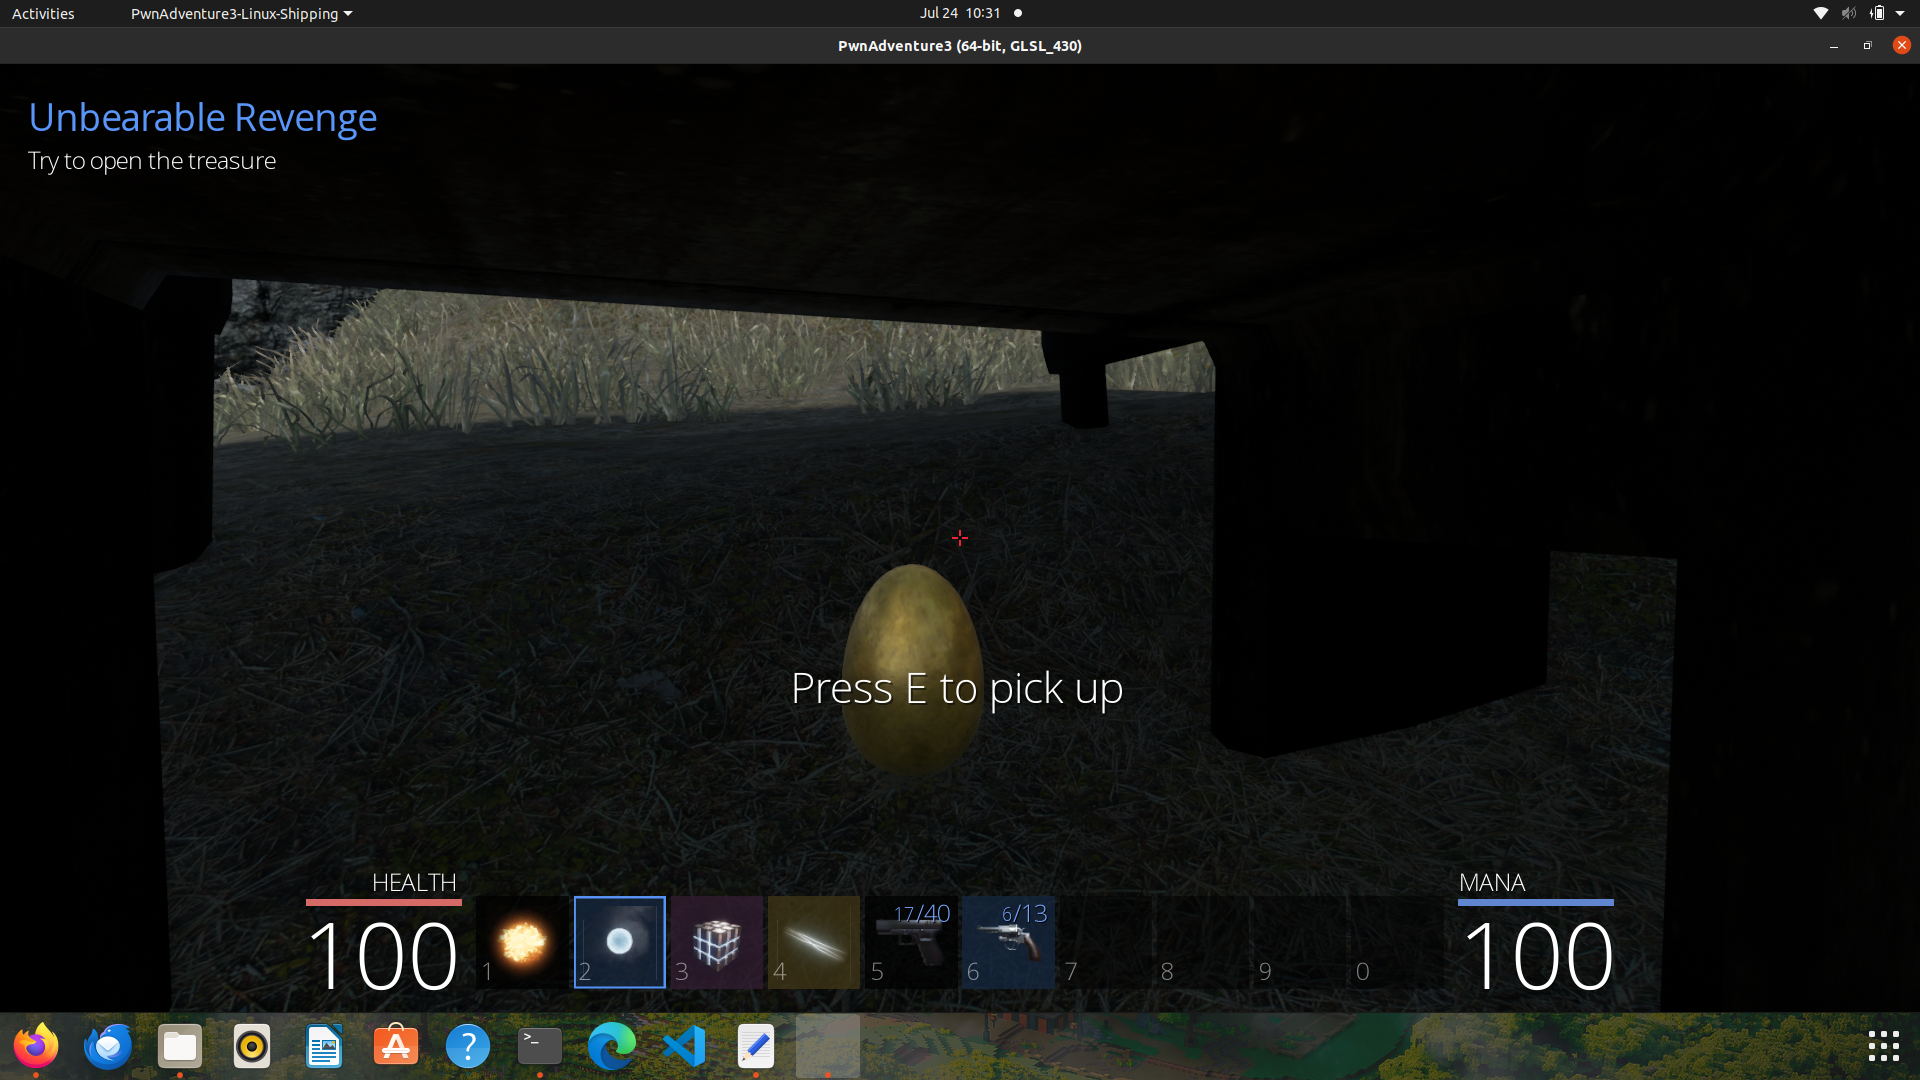 Activities
PwnAdventure3-Linux-Shipping
Jul 24 10:31
PwnAdventure3 (64-bit, GLSL_430)
Unbearable Revenge
Try to open the treasure
Press E to pick up
HEALTH
100
1
2
3
4
17/40
5
6/13
6
7
8
9
0
MANA
100